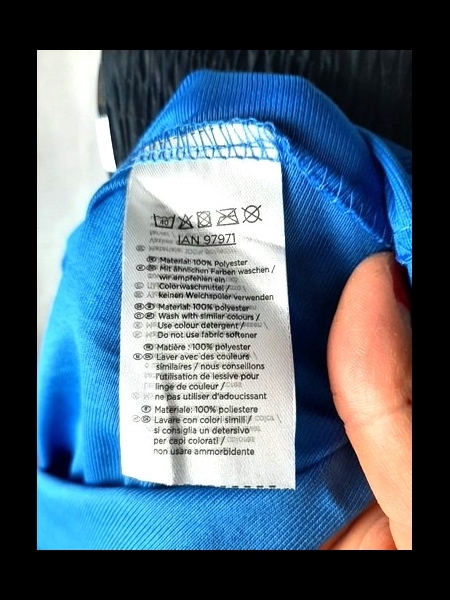 IAN 97971
Material: 100% Polyester
Mit ähnlichen Farben waschen /
wir empfehlen ein
Colorwaschmittel /
keinen Weichspüler verwenden
Material: 100% polyester
Wash with similar colours /
Use colour detergent /
Do not use fabric softener
Matière : 100% polyester
Laver avec des couleurs
similaires / nous conseillons
l'utilisation de lessive pour
linge de couleur /
ne pas utiliser d'adoucissant
Materiale: 100% poliestere
Lavare con colori simili /
si consiglia un detersivo
per capi colorati /
non usare ammorbidente